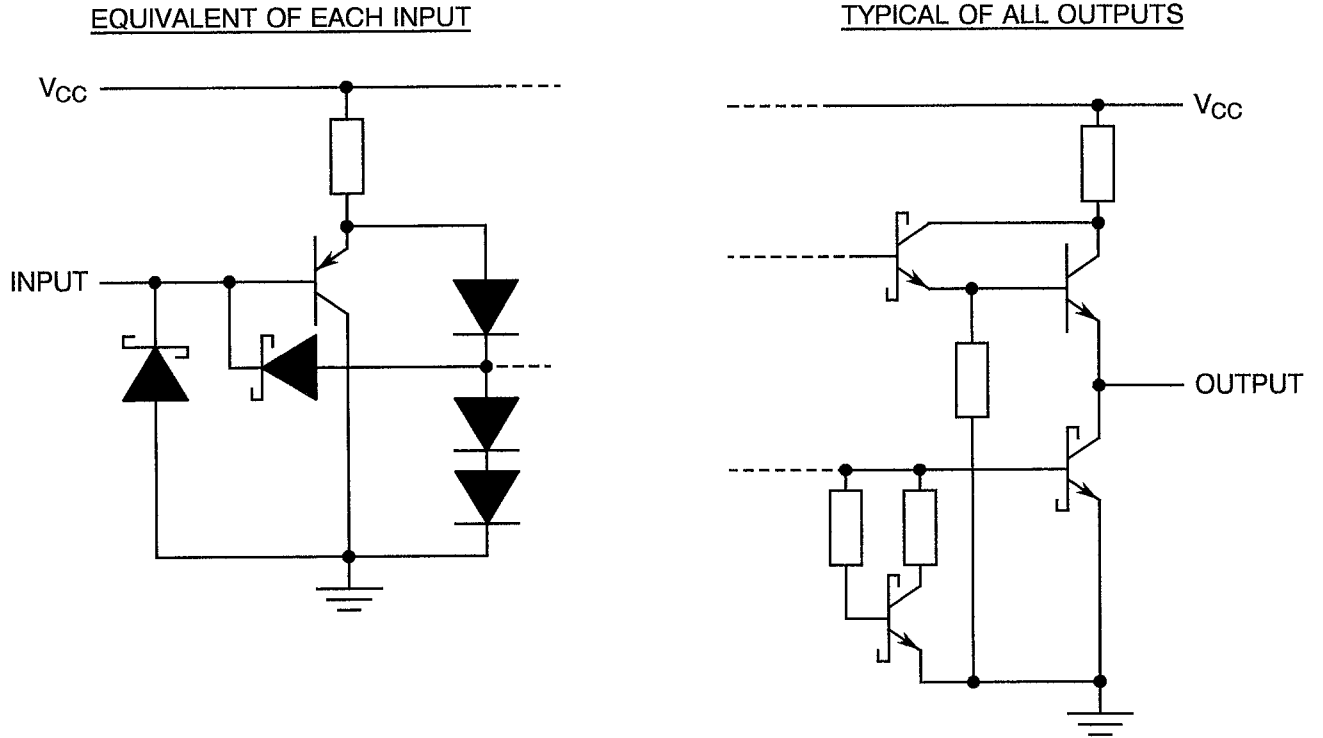 EQUIVALENT OF EACH INPUT
TYPICAL OF ALL OUTPUTS
VCC
VCC
INPUT
OUTPUT